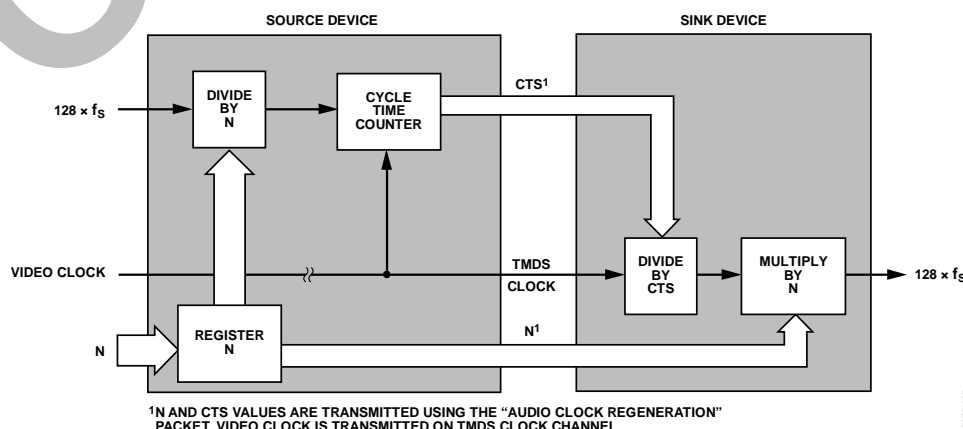 SOURCE DEVICE
SINK DEVICE
128 × fS
DIVIDE
BY
N
CYCLE
TIME
COUNTER
CTS1
VIDEO CLOCK
TMDS
CLOCK
DIVIDE
BY
CTS
MULTIPLY
BY
N
128 × fS
N
REGISTER
N
N1
1N AND CTS VALUES ARE TRANSMITTED USING THE “AUDIO CLOCK REGENERATION”
PACKET. VIDEO CLOCK IS TRANSMITTED ON TMDS CLOCK CHANNEL